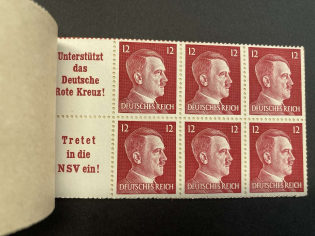 Unterstützt
das
Deutsche
Rote Kreuz!
12 12 12 12 12 12
DEUTSCHES REICH DEUTSCHES REICH DEUTSCHES REICH
Tretet
in die
NSV ein!
12 12 12 12 12 12
DEUTSCHES REICH DEUTSCHES REICH DEUTSCHES REICH